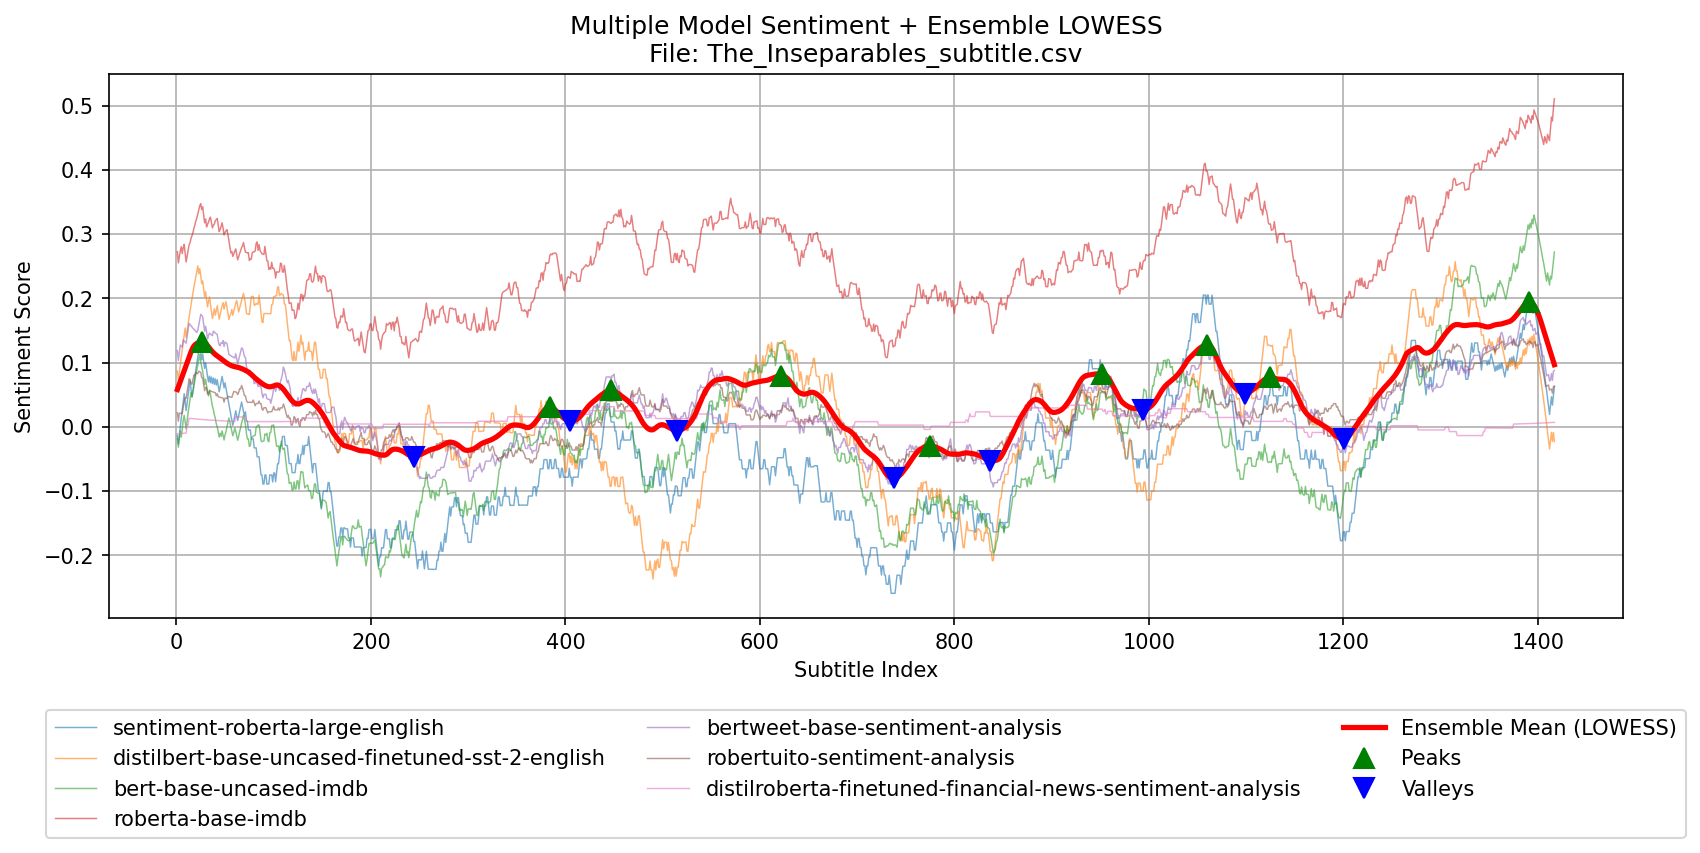 Multiple Model Sentiment + Ensemble LOWESS
File: The_Inseparables_subtitle.csv
Sentiment Score
0.5
0.4
0.3
0.2
0.1
0.0
−0.1
−0.2
0 200 400 600 800 1000 1200 1400
Subtitle Index
sentiment-roberta-large-english
distilbert-base-uncased-finetuned-sst-2-english
bert-base-uncased-imdb
roberta-base-imdb
bertweet-base-sentiment-analysis
robertuito-sentiment-analysis
distilroberta-finetuned-financial-news-sentiment-analysis
Ensemble Mean (LOWESS)
Peaks
Valleys